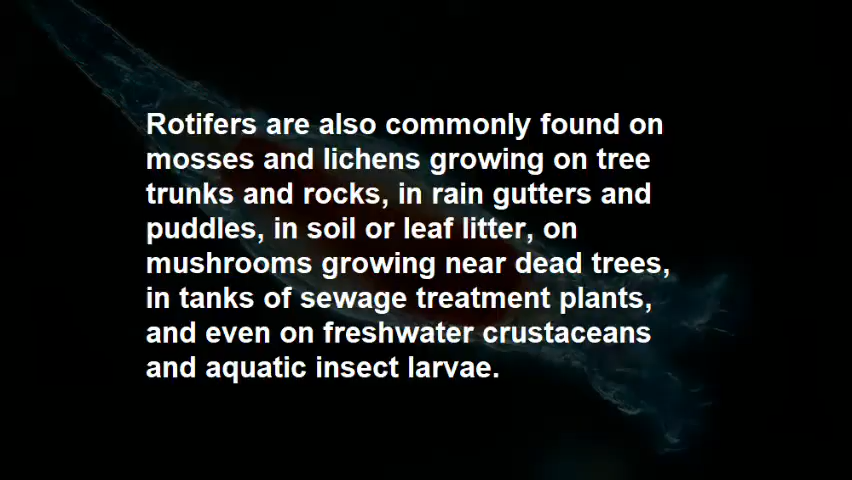 Rotifers are also commonly found on
mosses and lichens growing on tree
trunks and rocks, in rain gutters and
puddles, in soil or leaf litter, on
mushrooms growing near dead trees,
in tanks of sewage treatment plants,
and even on freshwater crustaceans
and aquatic insect larvae.